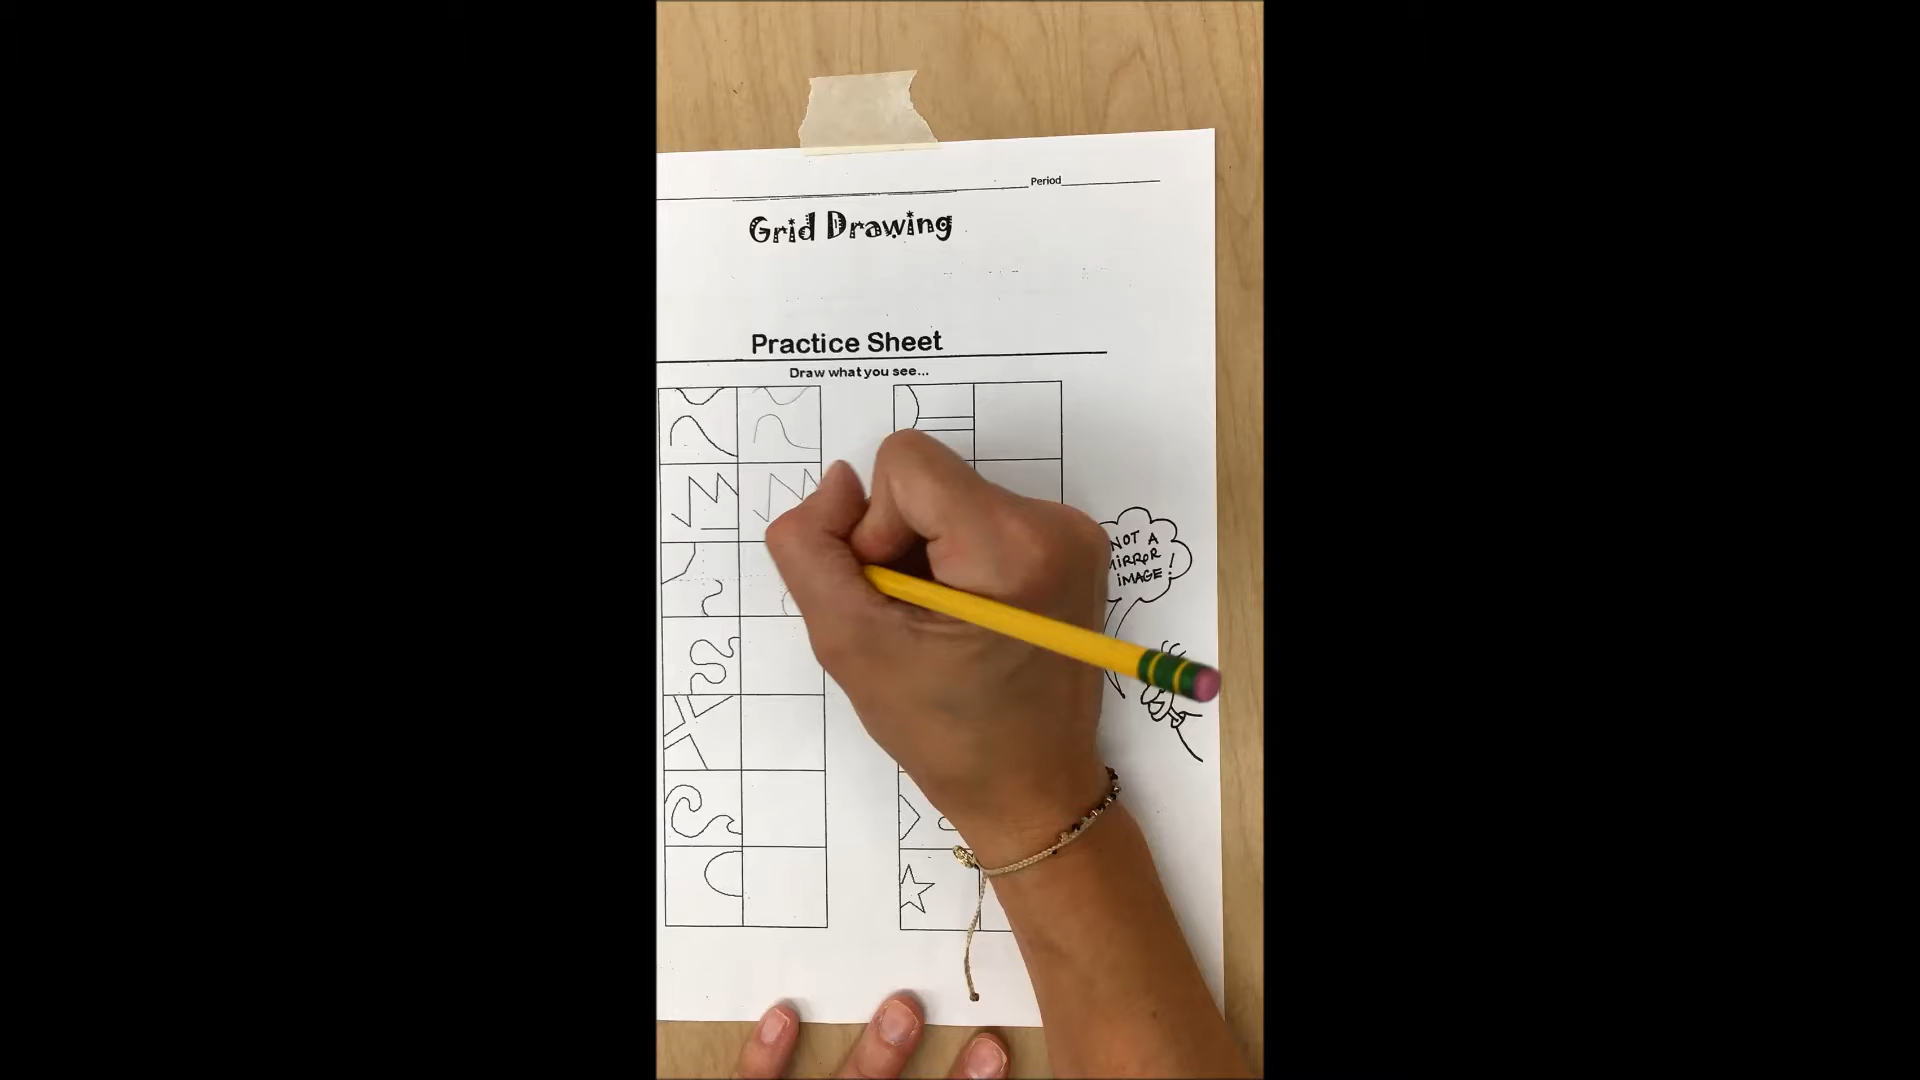 Period
Grid Drawing
Practice Sheet
Draw what you see...
NOT A
MIRROR
IMAGE!